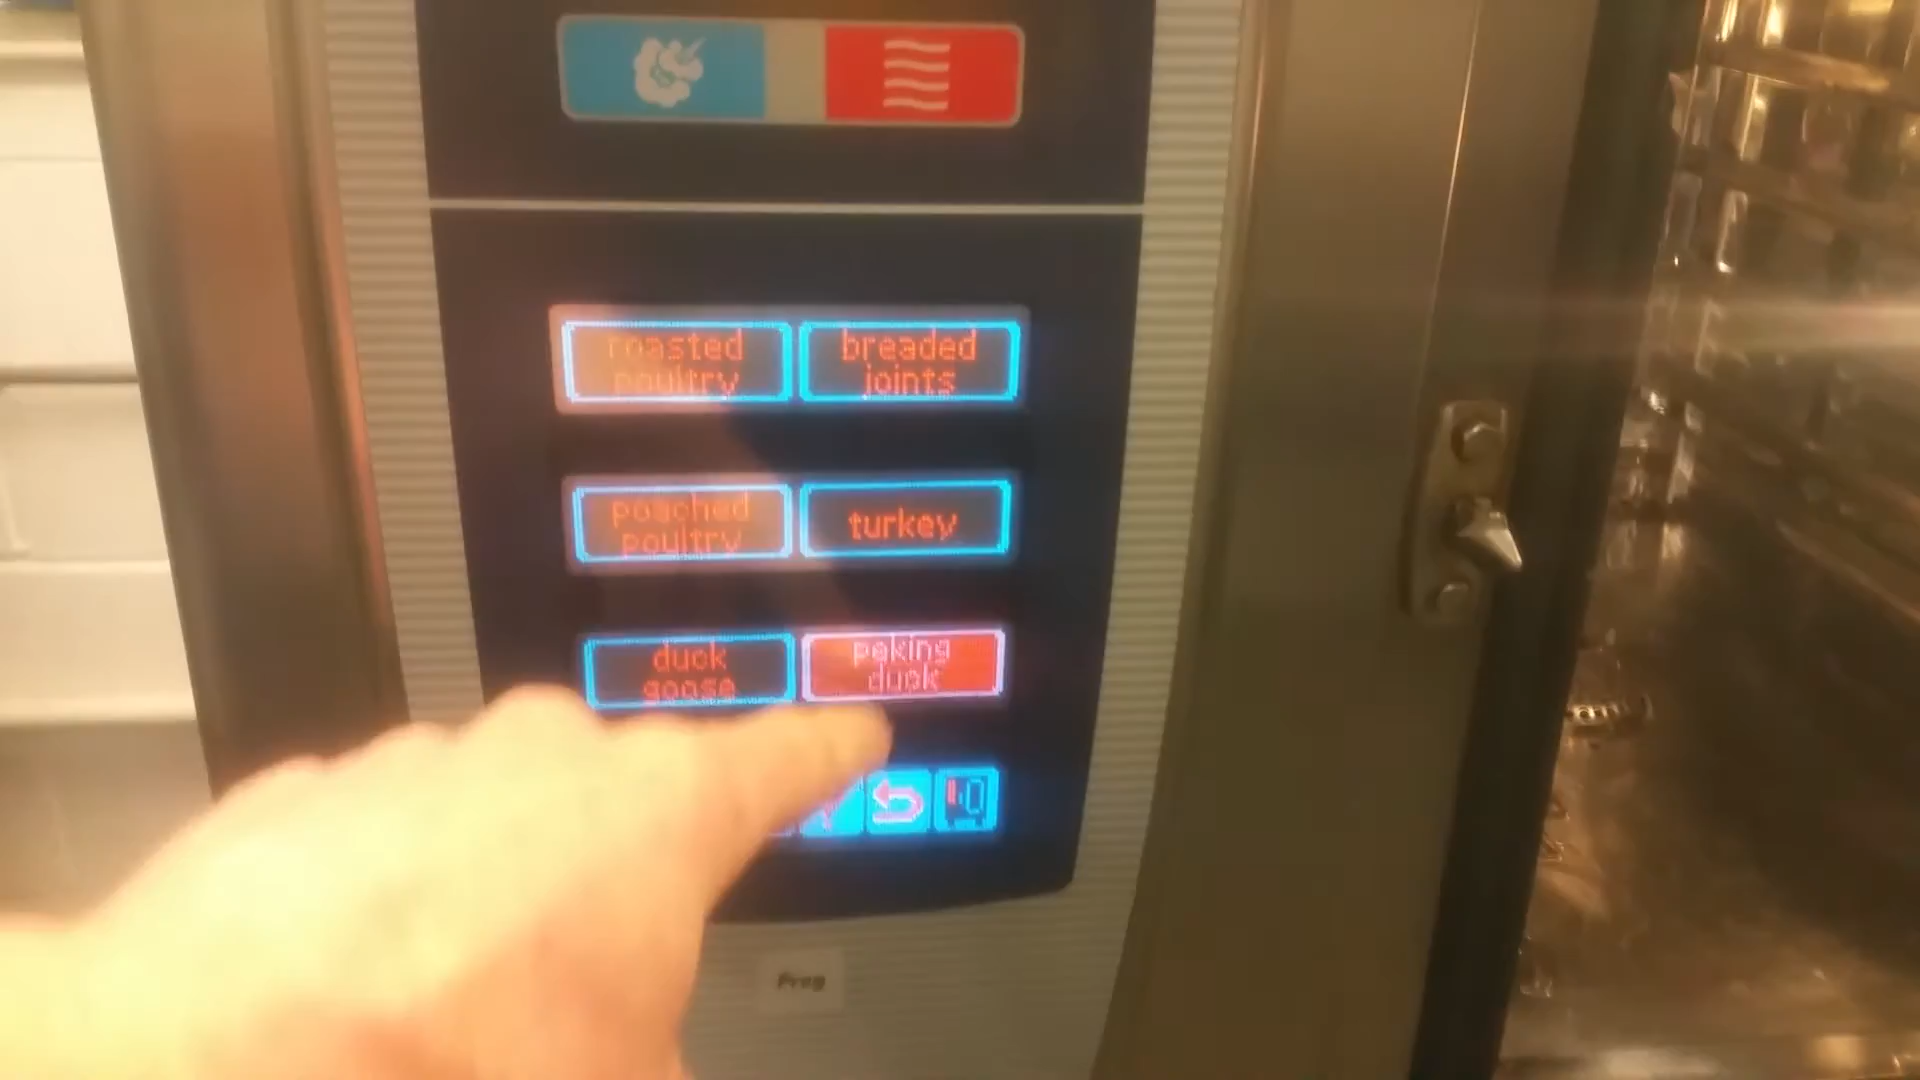 roasted
poultry
breaded
joints
poached
poultry
turkey
duck
goose
peking
duck
Prog